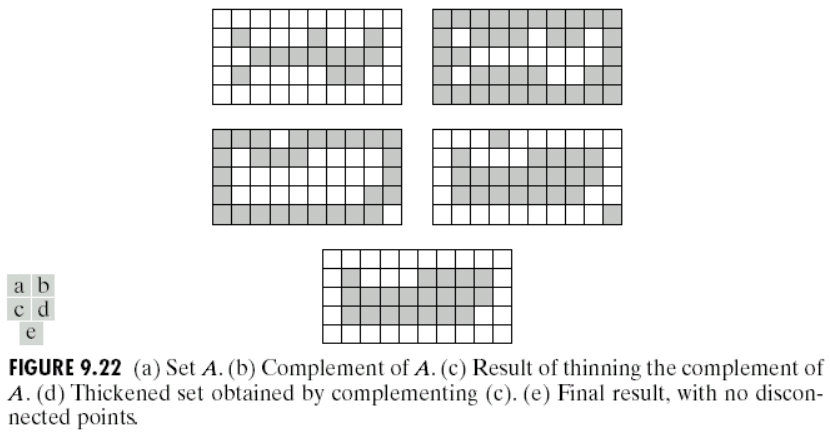 a b
c d
e
FIGURE 9.22 (a) Set A. (b) Complement of A. (c) Result of thinning the complement of
A. (d) Thickened set obtained by complementing (c). (e) Final result, with no discon-
nected points.